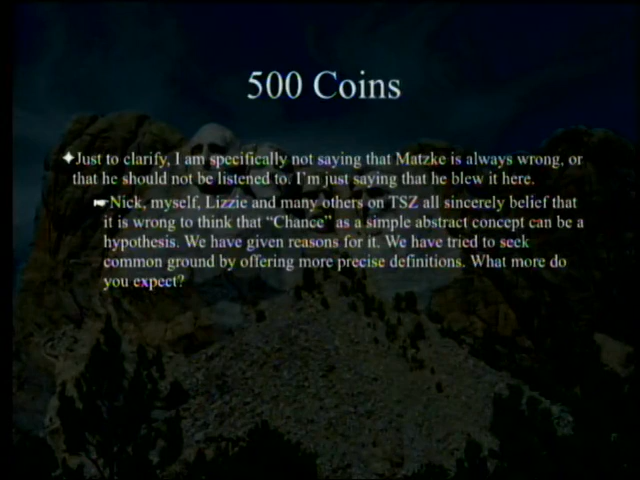 500 Coins
Just to clarify, I am specifically not saying that Matzke is always wrong, or
that he should not be listened to. I'm just saying that he blew it here.
Nick, myself, Lizzie and many others on TSZ all sincerely belief that
it is wrong to think that “Chance” as a simple abstract concept can be a
hypothesis. We have given reasons for it. We have tried to seek
common ground by offering more precise definitions. What more do
you expect?